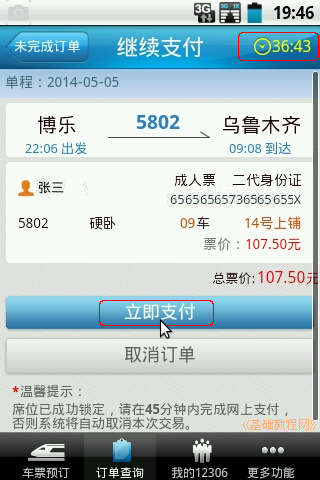 3G 19:46
未完成订单 继续支付 36:43
单程：2014-05-05
博乐 5802 乌鲁木齐
22:06 出发 09:08 到达
张三 成人票 二代身份证
65656565736565655X
5802 硬卧 09车 14号上铺
票价：107.50元
总票价: 107.50元
立即支付
取消订单
*温馨提示：
席位已成功锁定，请在45分钟内完成网上支付，
否则系统将自动取消本次交易。
《基础教程网》
车票预订 订单查询 我的12306 更多功能